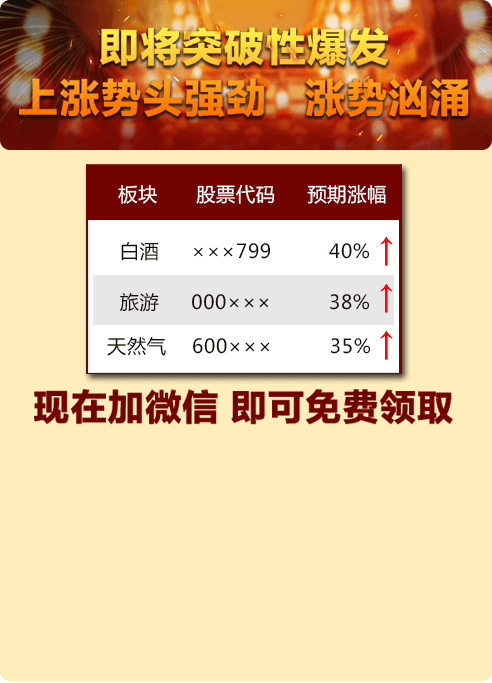 即将突破性爆发
上涨势头强劲 涨势汹涌
板块 股票代码 预期涨幅
白酒 ×××799 40% ↑
旅游 000××× 38% ↑
天然气 600××× 35% ↑
现在加微信 即可免费领取